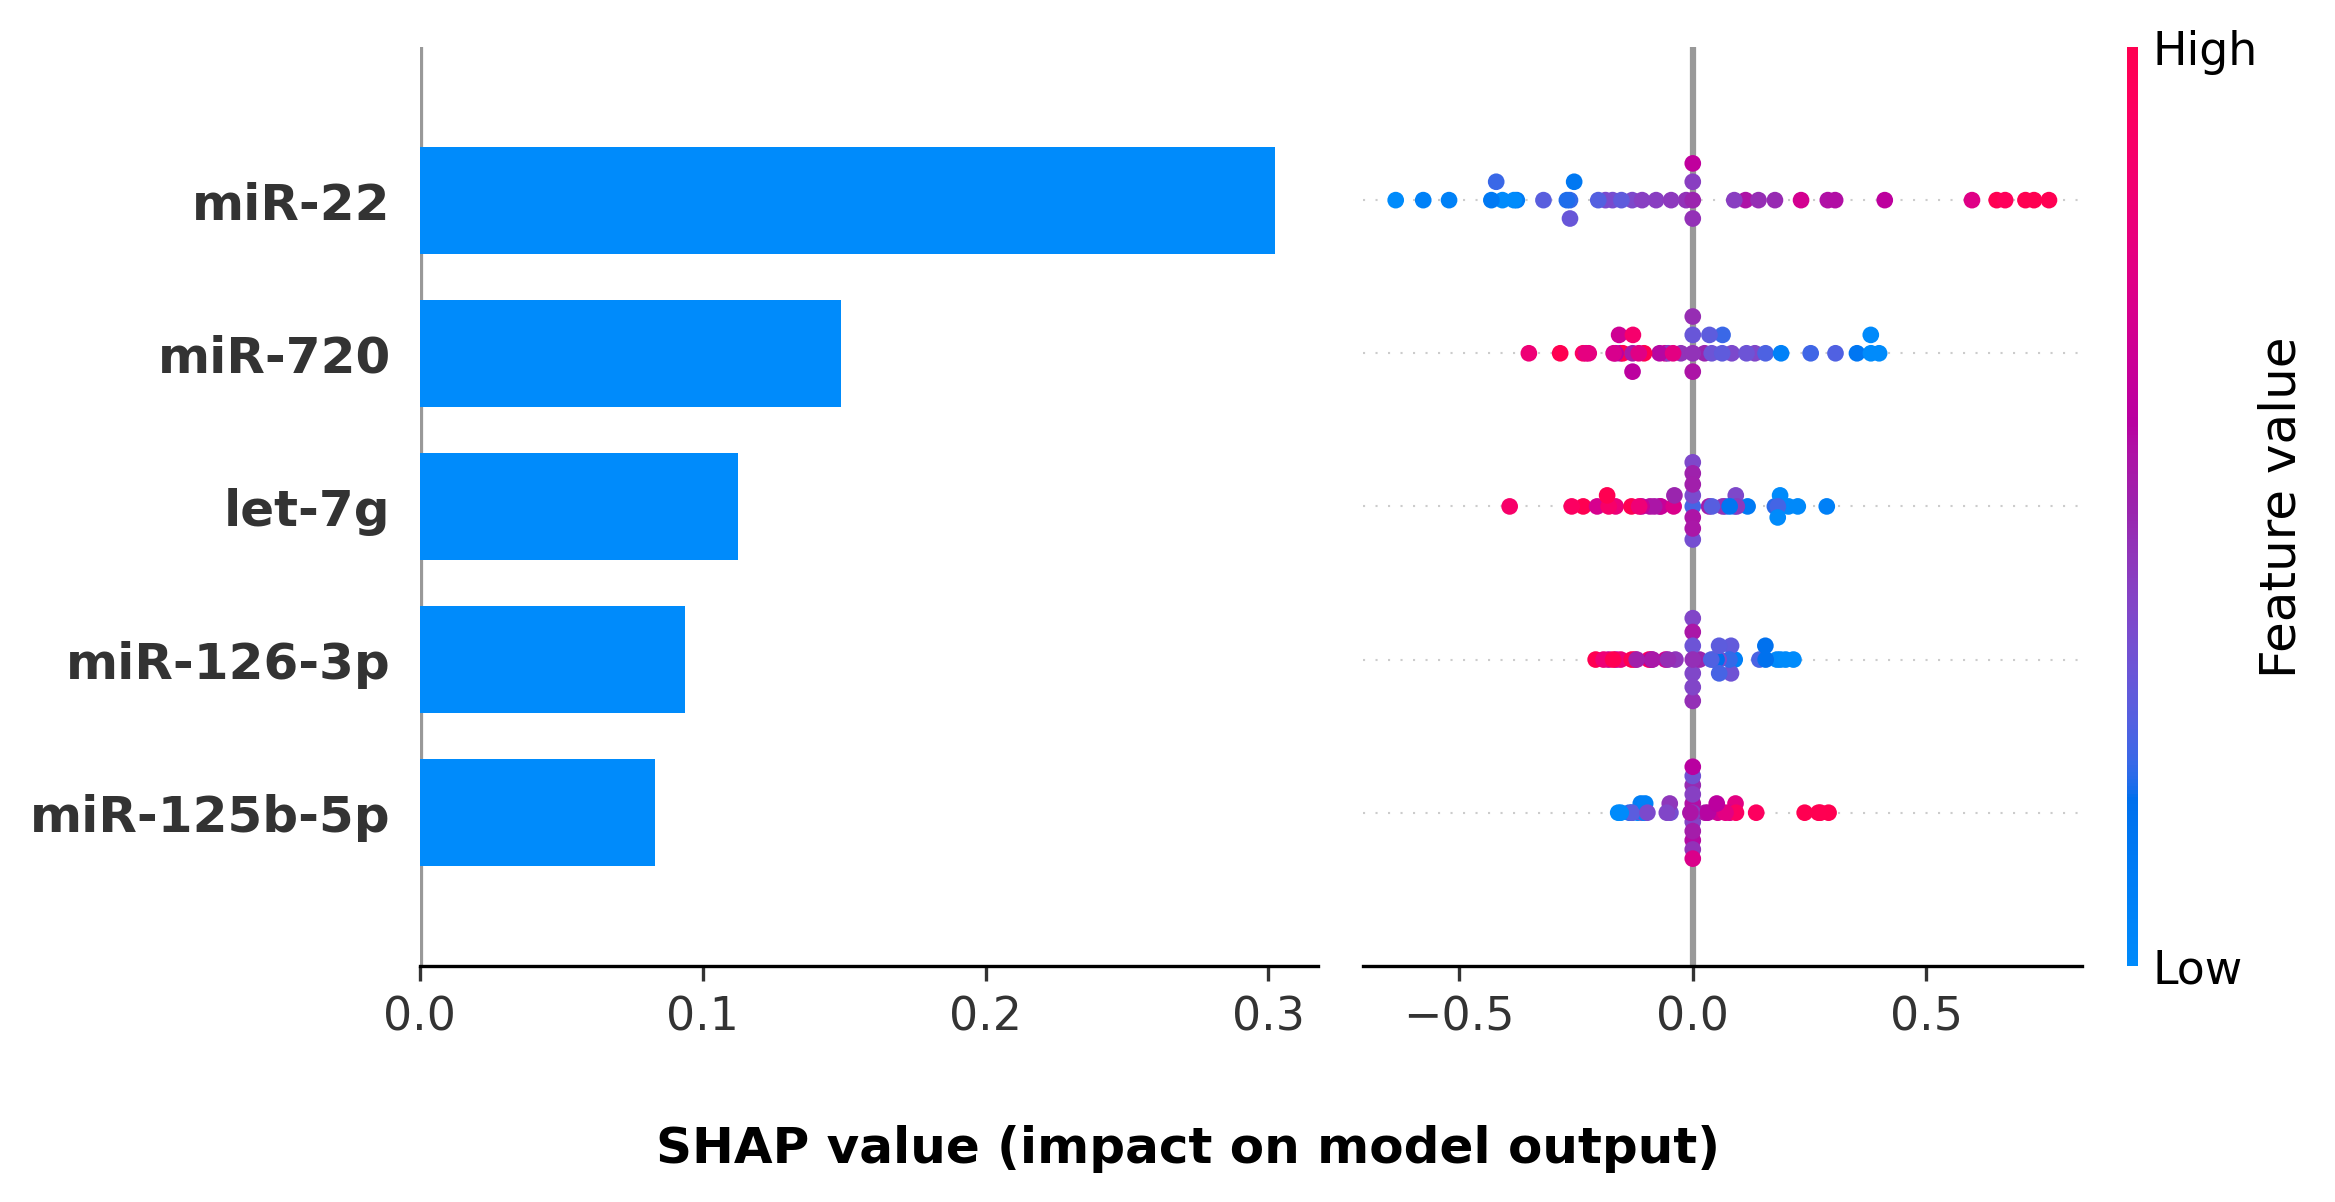 miR-22
miR-720
let-7g
miR-126-3p
miR-125b-5p
0.0 0.1 0.2 0.3
−0.5 0.0 0.5
High
Low
Feature value
SHAP value (impact on model output)